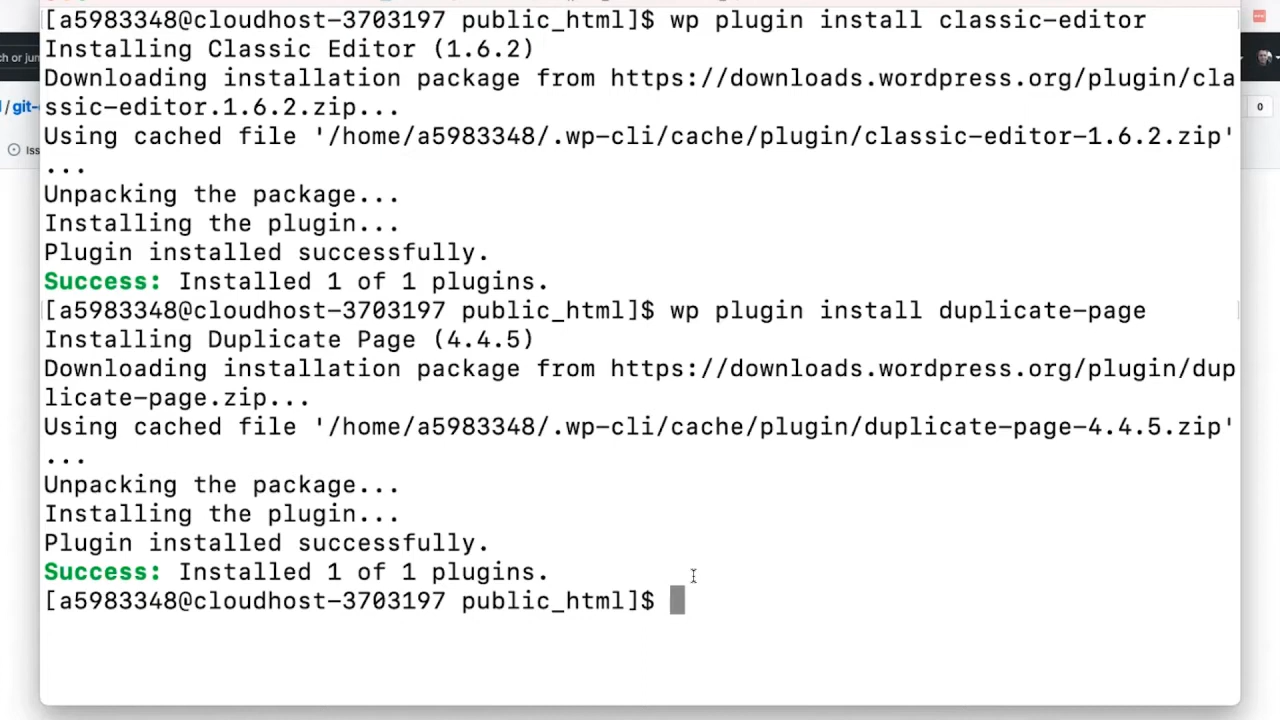 [a5983348@cloudhost-3703197 public_html]$ wp plugin install classic-editor
Installing Classic Editor (1.6.2)
Downloading installation package from https://downloads.wordpress.org/plugin/cla
ssic-editor.1.6.2.zip...
Using cached file '/home/a5983348/.wp-cli/cache/plugin/classic-editor-1.6.2.zip'
...
Unpacking the package...
Installing the plugin...
Plugin installed successfully.
Success: Installed 1 of 1 plugins.
[a5983348@cloudhost-3703197 public_html]$ wp plugin install duplicate-page
Installing Duplicate Page (4.4.5)
Downloading installation package from https://downloads.wordpress.org/plugin/dup
licate-page.zip...
Using cached file '/home/a5983348/.wp-cli/cache/plugin/duplicate-page-4.4.5.zip'
...
Unpacking the package...
Installing the plugin...
Plugin installed successfully.
Success: Installed 1 of 1 plugins.
[a5983348@cloudhost-3703197 public_html]$
ch or jum
/ git-
Iss
0